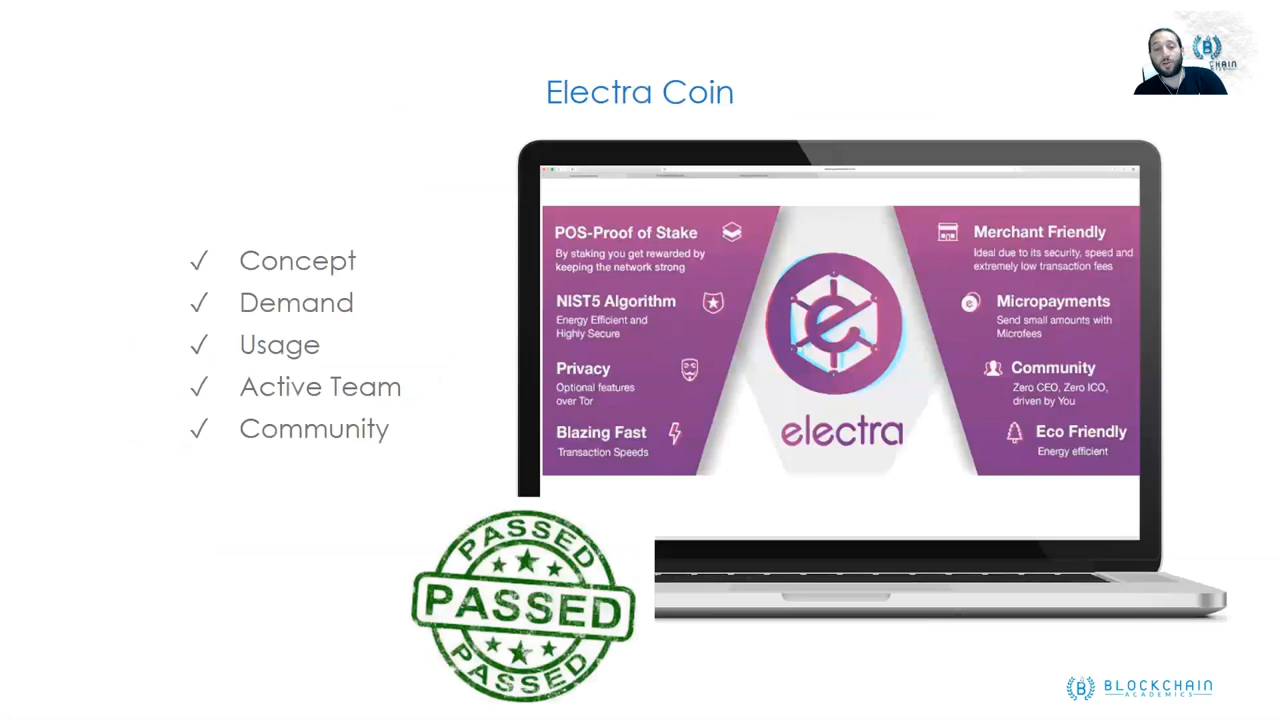 Electra Coin
✓ Concept
✓ Demand
✓ Usage
✓ Active Team
✓ Community
POS-Proof of Stake
By staking you get rewarded by
keeping the network strong
NIST5 Algorithm
Energy Efficient and
Highly Secure
Privacy
Optional features
over Tor
Blazing Fast
Transaction Speeds
electra
Merchant Friendly
Ideal due to its security, speed and
extremely low transaction fees
Micropayments
Send small amounts with
Microfees
Community
Zero CEO, Zero ICO,
driven by You
Eco Friendly
Energy efficient
PASSED
PASSED
PASSED
B
BLOCKCHAIN
ACADEMICS
B
CHAIN